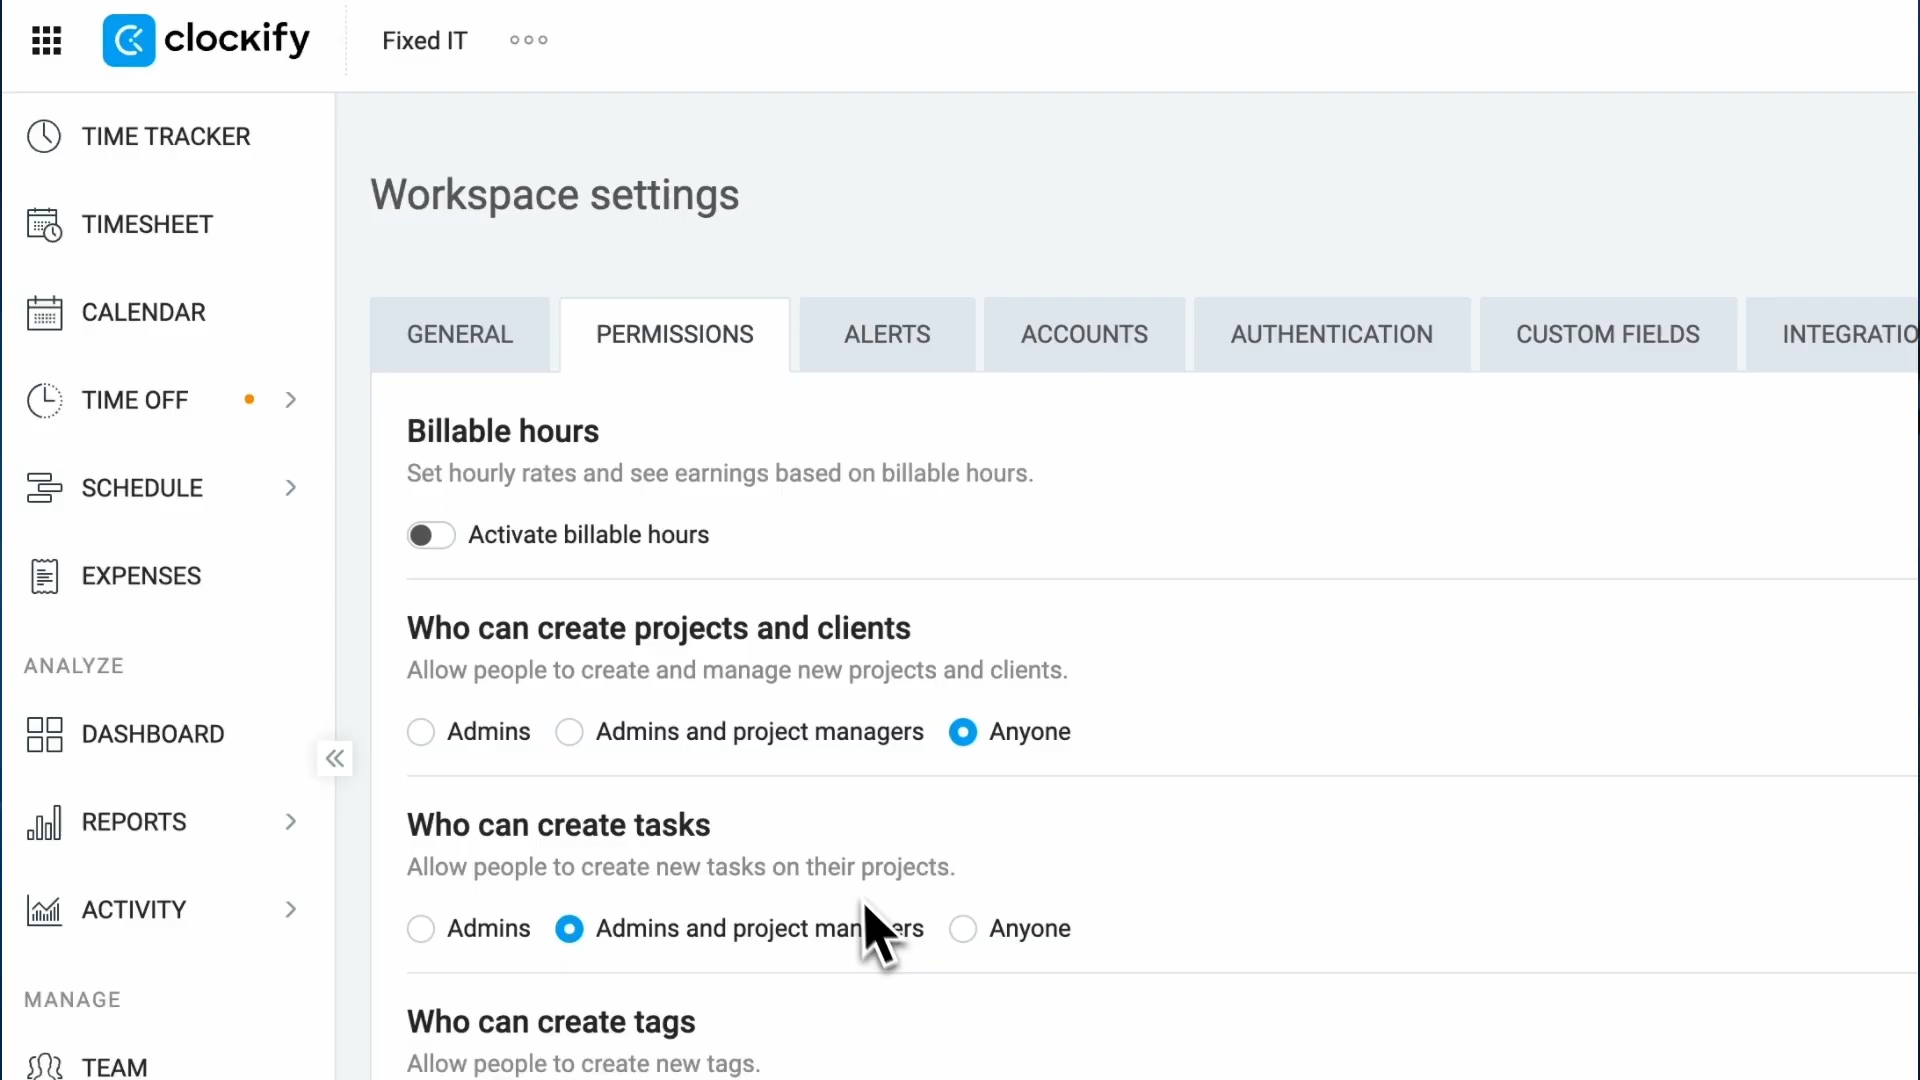 clockify
Fixed IT
TIME TRACKER
TIMESHEET
CALENDAR
TIME OFF
SCHEDULE
EXPENSES
ANALYZE
DASHBOARD
REPORTS
ACTIVITY
MANAGE
TEAM
Workspace settings
GENERAL PERMISSIONS ALERTS ACCOUNTS AUTHENTICATION CUSTOM FIELDS INTEGRATIO
Billable hours
Set hourly rates and see earnings based on billable hours.
Activate billable hours
Who can create projects and clients
Allow people to create and manage new projects and clients.
Admins Admins and project managers Anyone
Who can create tasks
Allow people to create new tasks on their projects.
Admins Admins and project managers Anyone
Who can create tags
Allow people to create new tags.